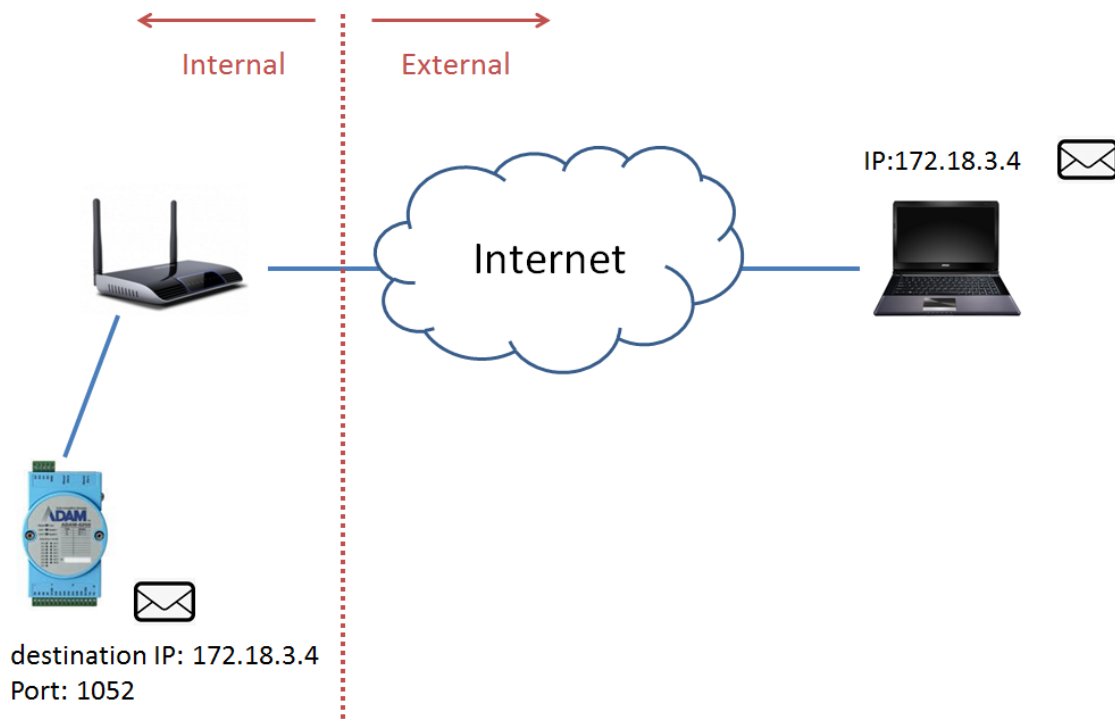 Internal
External
IP:172.18.3.4
Internet
ADAM
destination IP: 172.18.3.4
Port: 1052